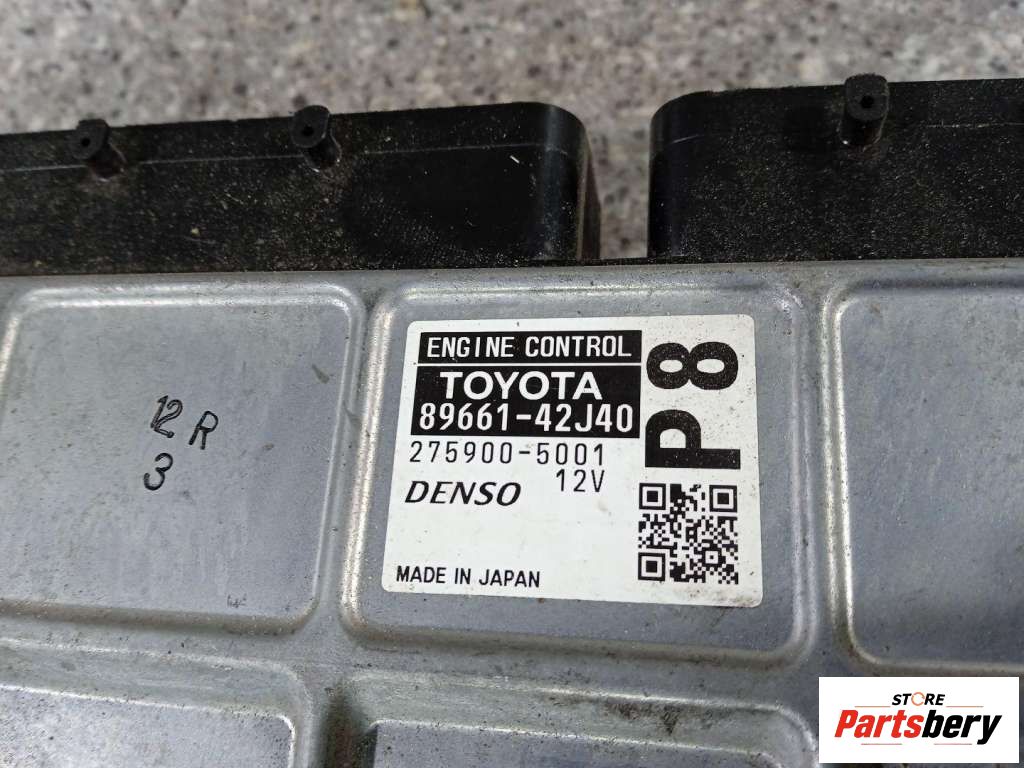 12 R
3
ENGINE CONTROL
TOYOTA
89661-42J40
275900-5001
12V
DENSO
MADE IN JAPAN
P8
STORE
Partsbery